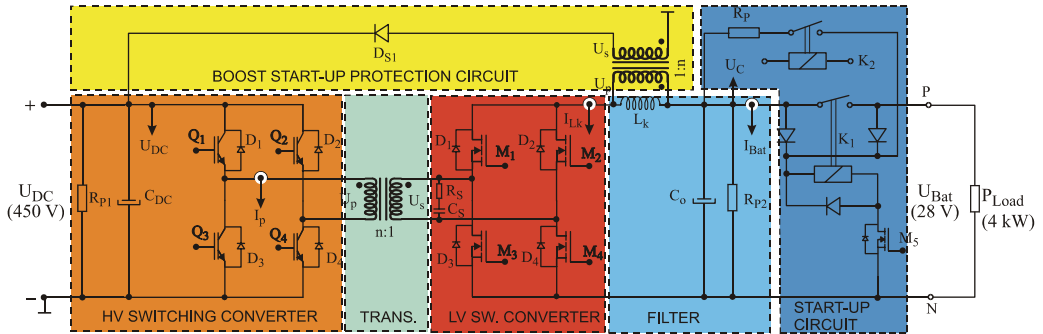 D_S1
BOOST START-UP PROTECTION CIRCUIT
U_s
U_p
1:n
R_P
K_2
U_C
+
U_DC
Q_1
D_1
Q_2
D_2
I_p
U_DC
(450 V)
R_P1
C_DC
Q_3
D_3
Q_4
D_4
−
HV SWITCHING CONVERTER
U_p
U_s
n:1
TRANS.
I_Lk
D_1
M_1
D_2
M_2
R_S
C_S
D_3
M_3
D_4
M_4
LV SW. CONVERTER
L_k
I_Bat
C_o
R_P2
FILTER
K_1
M_5
START-UP
CIRCUIT
P
U_Bat
(28 V)
P_Load
(4 kW)
N